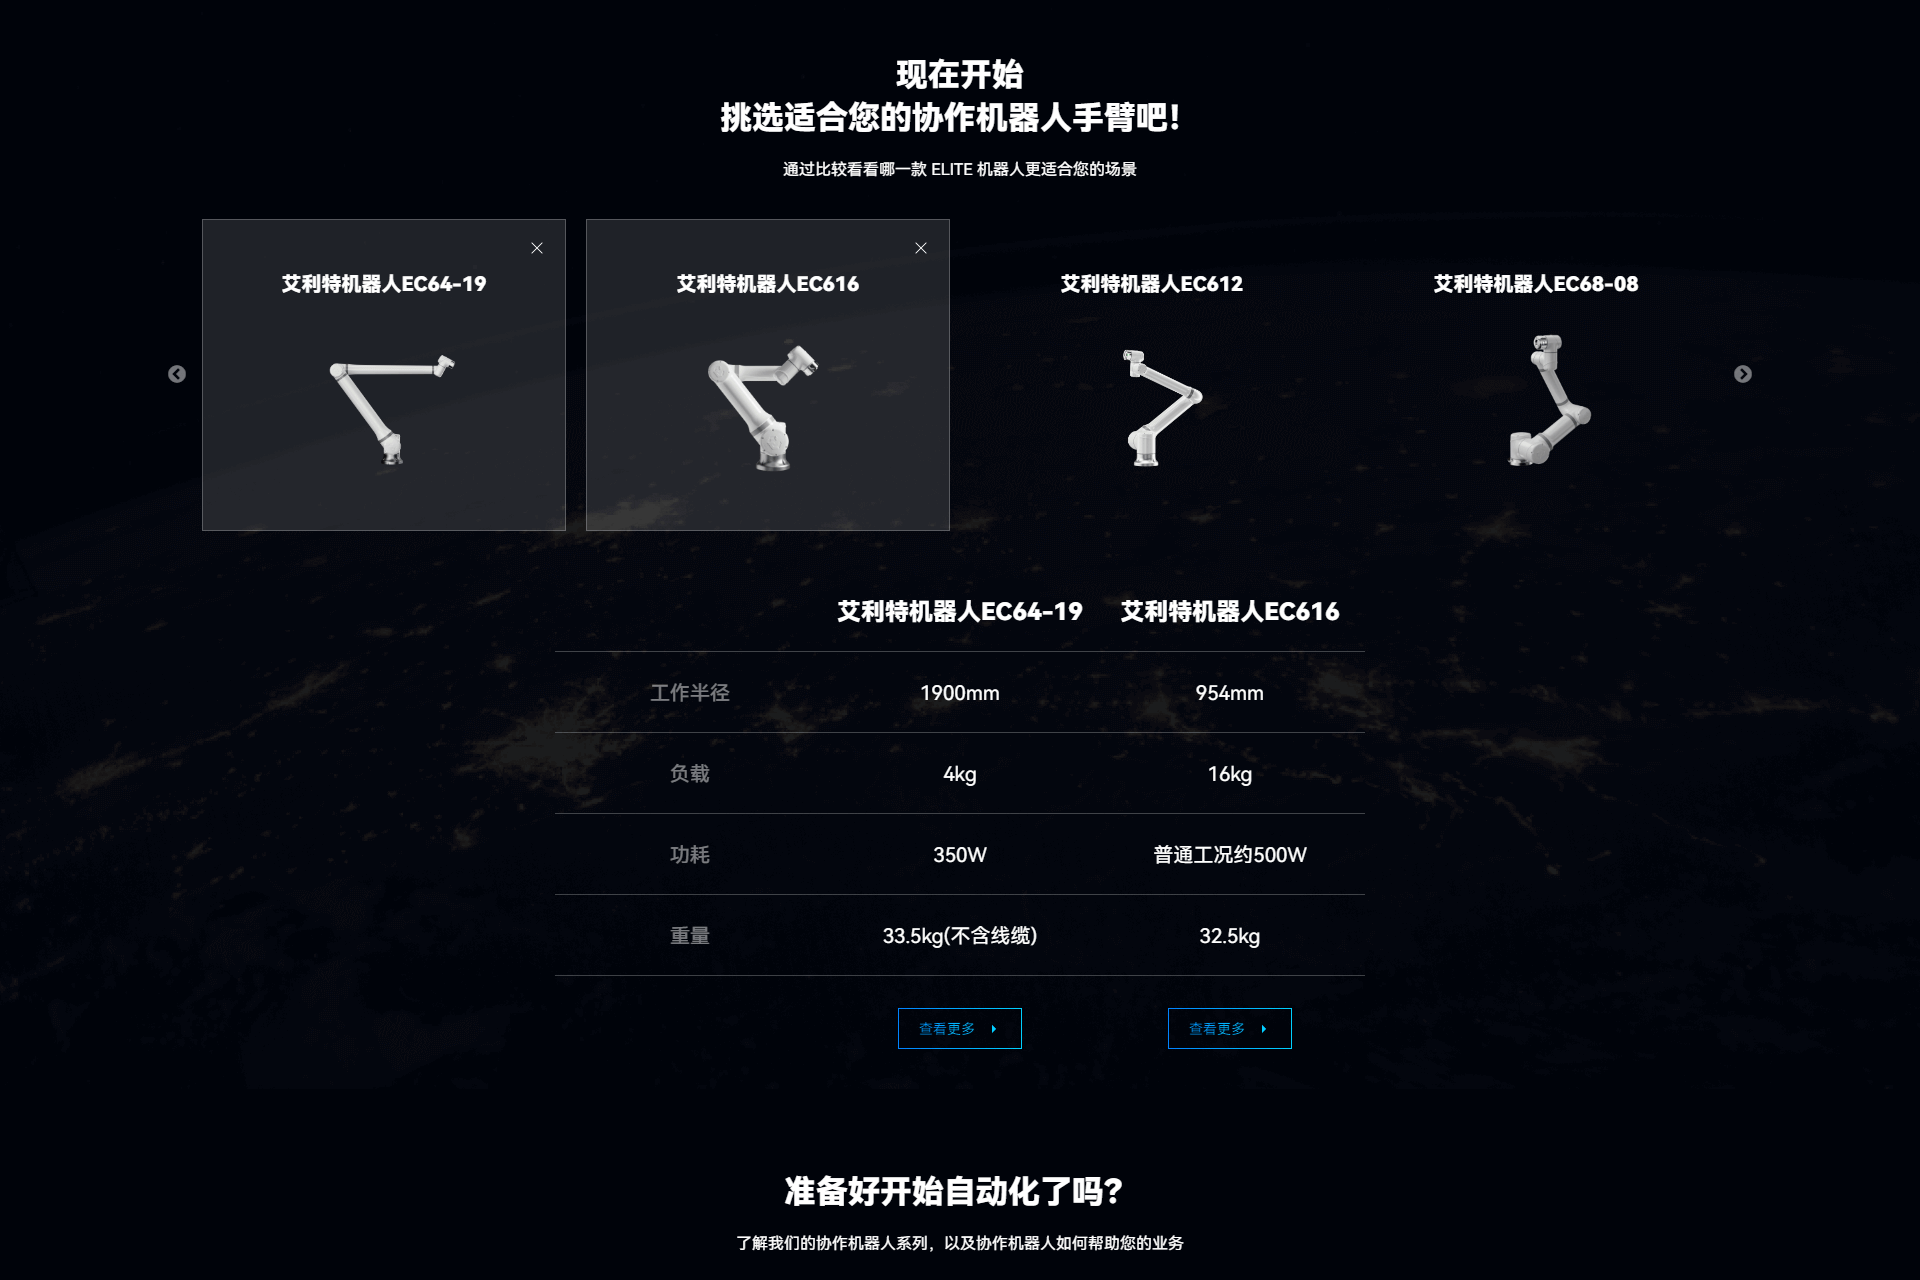 现在开始
挑选适合您的协作机器人手臂吧!
通过比较看看哪一款 ELITE 机器人更适合您的场景
艾利特机器人EC64-19
艾利特机器人EC616
艾利特机器人EC612
艾利特机器人EC68-08
艾利特机器人EC64-19 艾利特机器人EC616
工作半径 1900mm 954mm
负载 4kg 16kg
功耗 350W 普通工况约500W
重量 33.5kg(不含线缆) 32.5kg
查看更多 查看更多
准备好开始自动化了吗?
了解我们的协作机器人系列，以及协作机器人如何帮助您的业务